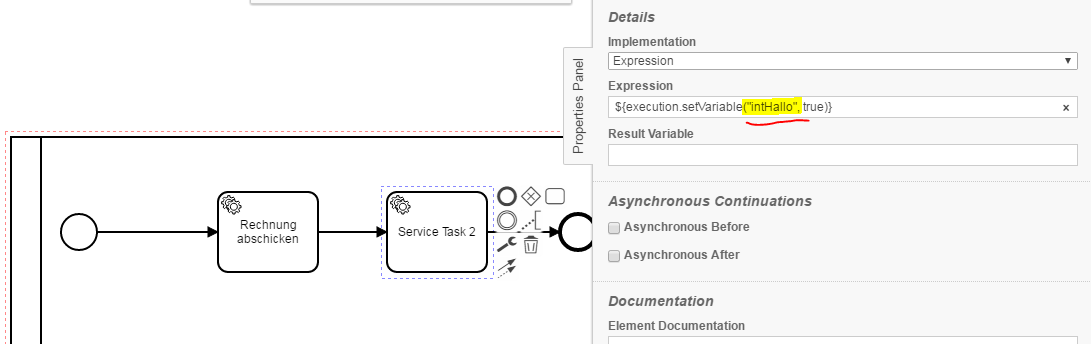 Rechnung
abschicken
Service Task 2
Properties Panel
Details
Implementation
Expression
Expression
${execution.setVariable("intHallo", true)}
Result Variable
Asynchronous Continuations
Asynchronous Before
Asynchronous After
Documentation
Element Documentation